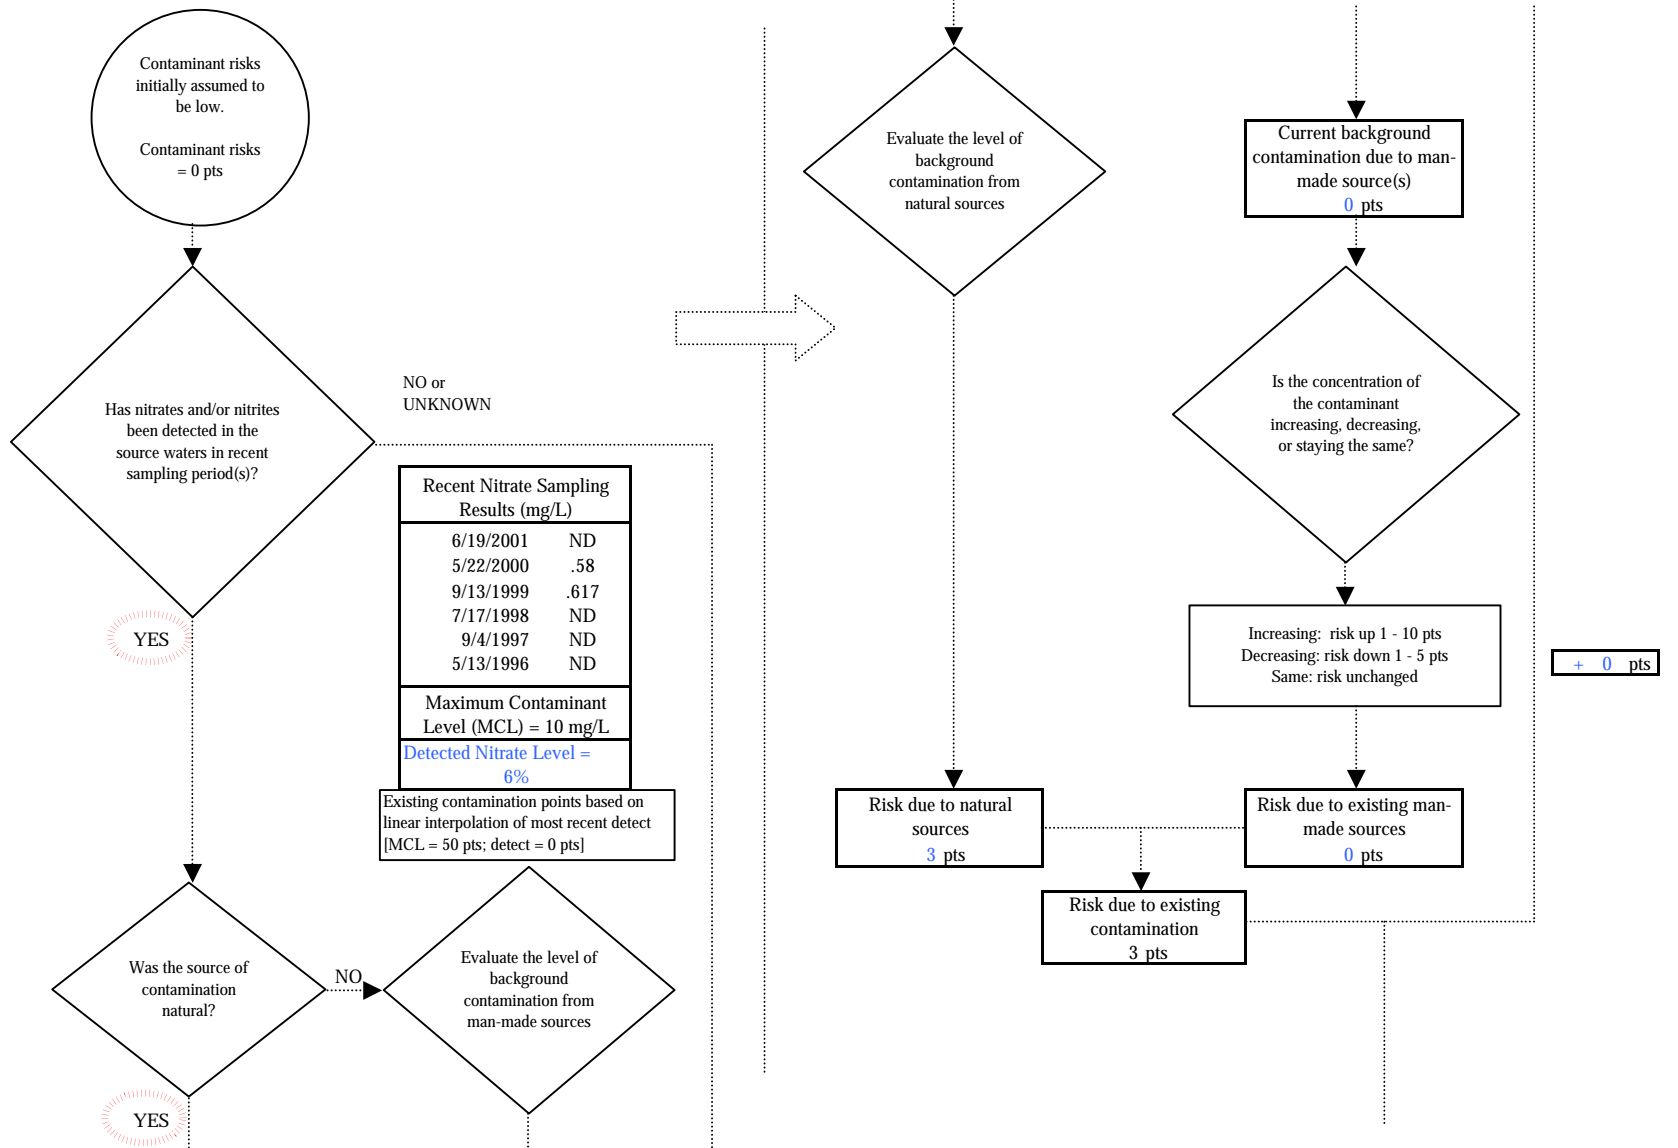 Contaminant risks
initially assumed to
be low.
Contaminant risks
= 0 pts
Has nitrates and/or nitrites
been detected in the
source waters in recent
sampling period(s)?
NO or
UNKNOWN
YES
Recent Nitrate Sampling
Results (mg/L)
6/19/2001 ND
5/22/2000 .58
9/13/1999 .617
7/17/1998 ND
9/4/1997 ND
5/13/1996 ND
Maximum Contaminant
Level (MCL) = 10 mg/L
Detected Nitrate Level =
6%
Existing contamination points based on
linear interpolation of most recent detect
[MCL = 50 pts; detect = 0 pts]
Was the source of
contamination
natural?
NO
YES
Evaluate the level of
background
contamination from
man-made sources
Evaluate the level of
background
contamination from
natural sources
Current background
contamination due to man-
made source(s)
0 pts
Is the concentration of
the contaminant
increasing, decreasing,
or staying the same?
Increasing: risk up 1 - 10 pts
Decreasing: risk down 1 - 5 pts
Same: risk unchanged
+ 0 pts
Risk due to natural
sources
3 pts
Risk due to existing man-
made sources
0 pts
Risk due to existing
contamination
3 pts